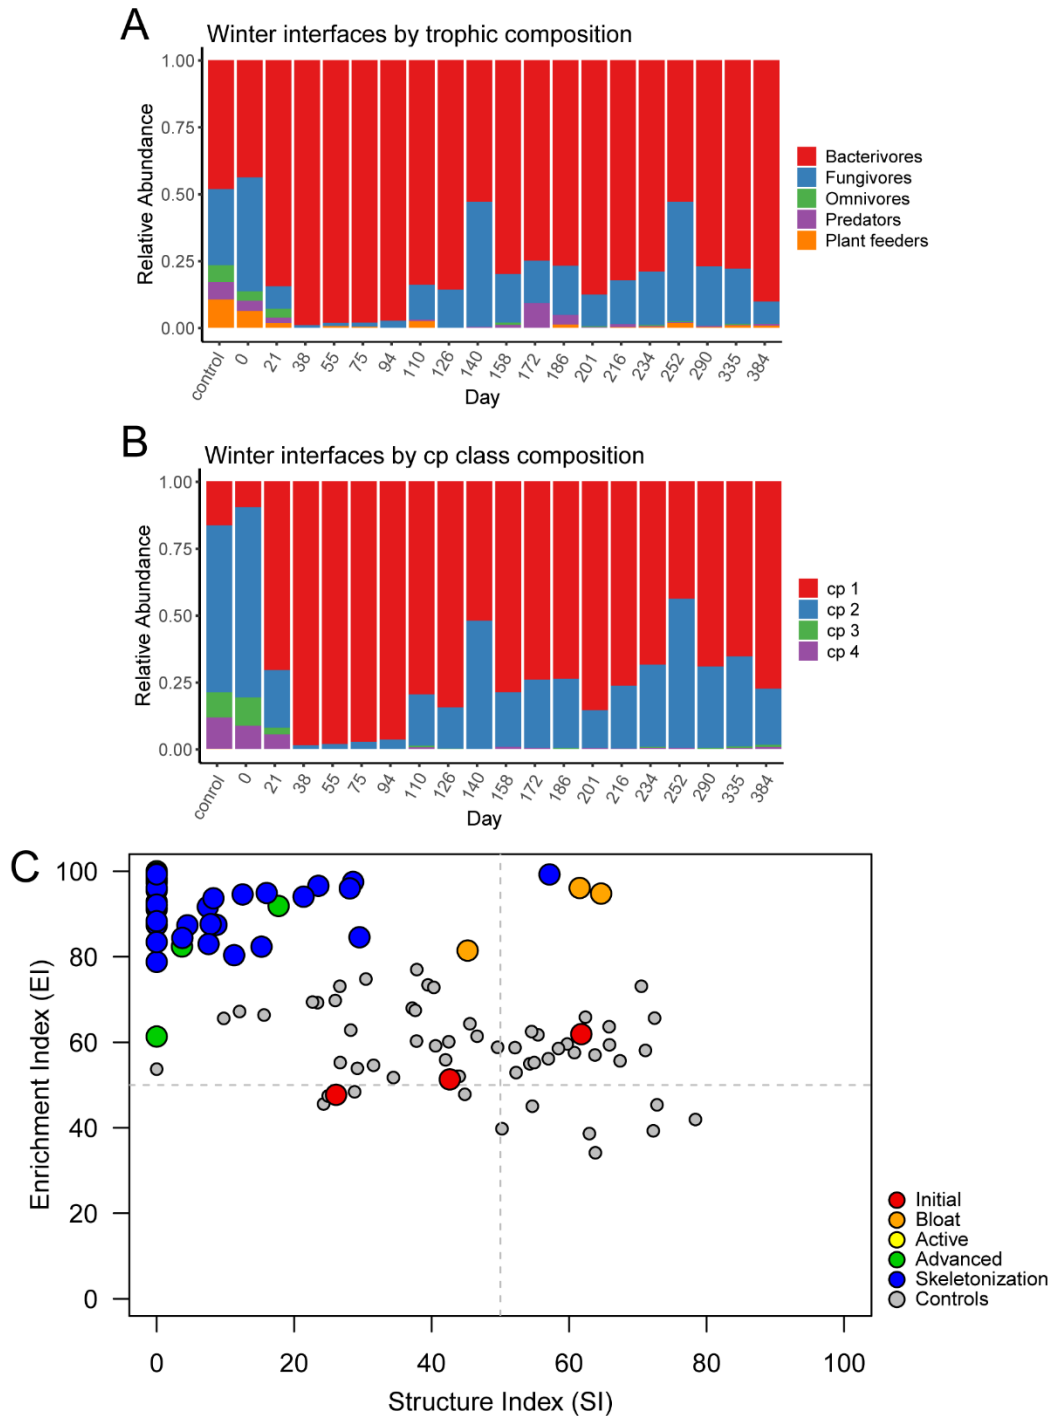 A
Winter interfaces by trophic composition
Relative Abundance
1.00
0.75
0.50
0.25
0.00
control 0 21 38 55 75 94 110 126 140 158 172 186 201 216 234 252 290 335 384
Day
Bacterivores
Fungivores
Omnivores
Predators
Plant feeders
B
Winter interfaces by cp class composition
Relative Abundance
1.00
0.75
0.50
0.25
0.00
conrol 0 21 38 55 75 94 110 126 140 158 172 186 201 216 234 252 290 335 384
Day
cp 1
cp 2
cp 3
cp 4
C
Enrichment Index (EI)
100
80
60
40
20
0
0 20 40 60 80 100
Structure Index (SI)
Initial
Bloat
Active
Advanced
Skeletonization
Controls